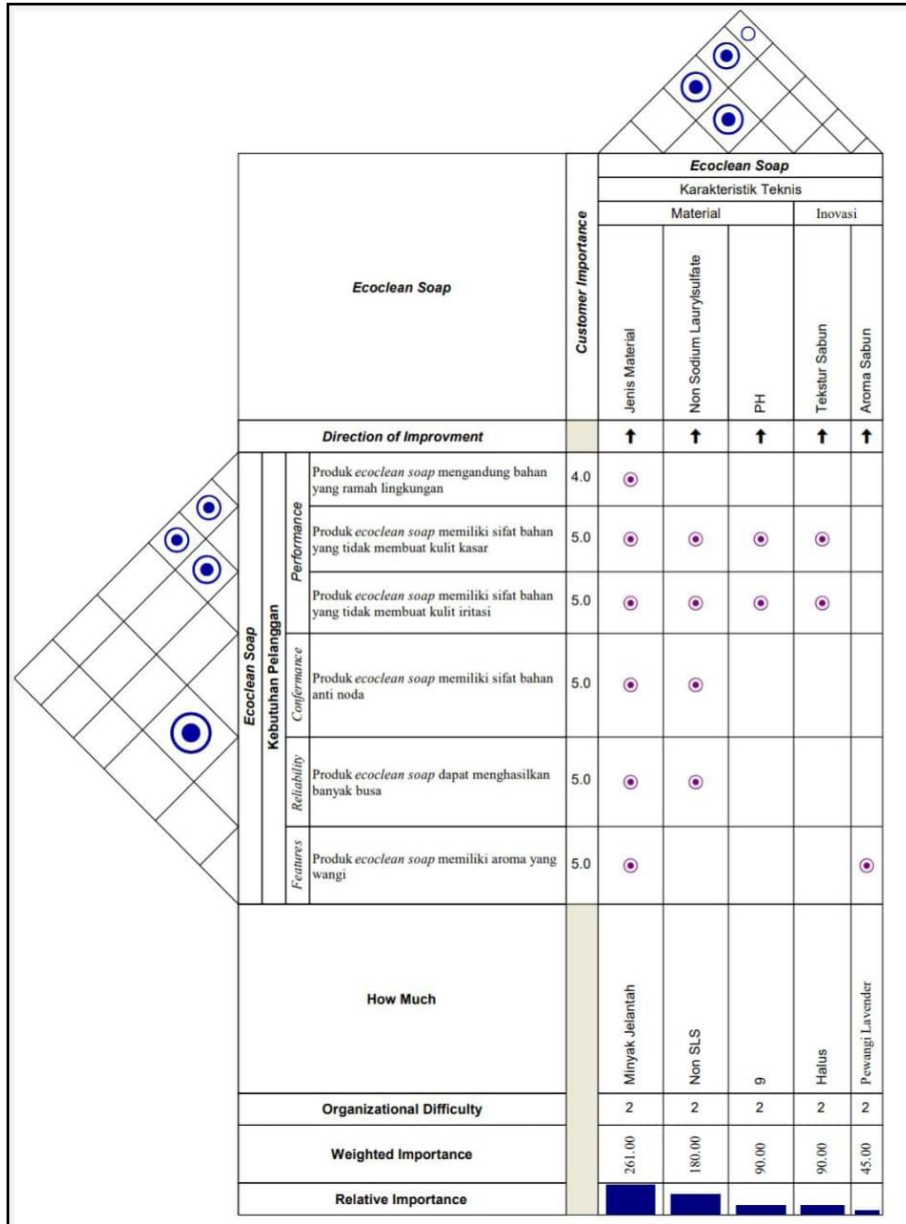 Ecoclean Soap
Karakteristik Teknis
Material
Inovasi
Ecoclean Soap
Customer Importance
Jenis Material
Non Sodium Laurylsulfate
PH
Tekstur Sabun
Aroma Sabun
Direction of Improvment
Ecoclean Soap
Kebutuhan Pelanggan
Performance
Produk ecoclean soap mengandung bahan
yang ramah lingkungan
4.0
Produk ecoclean soap memiliki sifat bahan
yang tidak membuat kulit kasar
5.0
Produk ecoclean soap memiliki sifat bahan
yang tidak membuat kulit iritasi
5.0
Confermance
Produk ecoclean soap memiliki sifat bahan
anti noda
5.0
Reliability
Produk ecoclean soap dapat menghasilkan
banyak busa
5.0
Features
Produk ecoclean soap memiliki aroma yang
wangi
5.0
How Much
Minyak Jelantah
Non SLS
9
Halus
Pewangi Lavender
Organizational Difficulty
2 2 2 2 2
Weighted Importance
261.00 180.00 90.00 90.00 45.00
Relative Importance